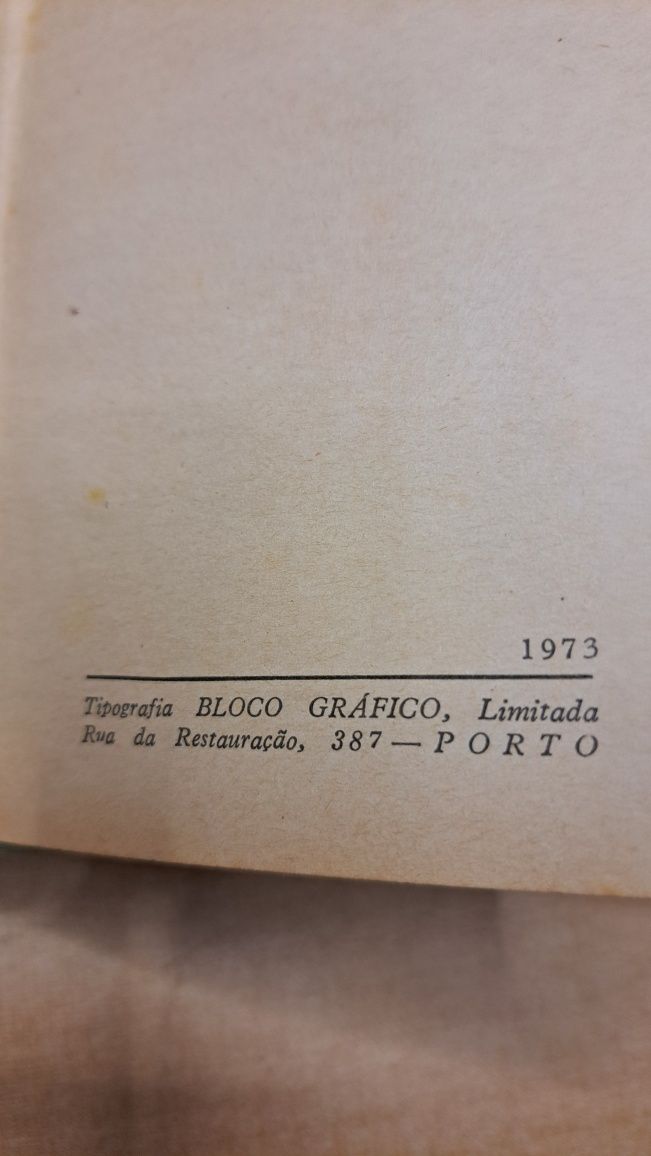 1973
Tipografia BLOCO GRÁFICO, Limitada
Rua da Restauração, 387 — PORTO